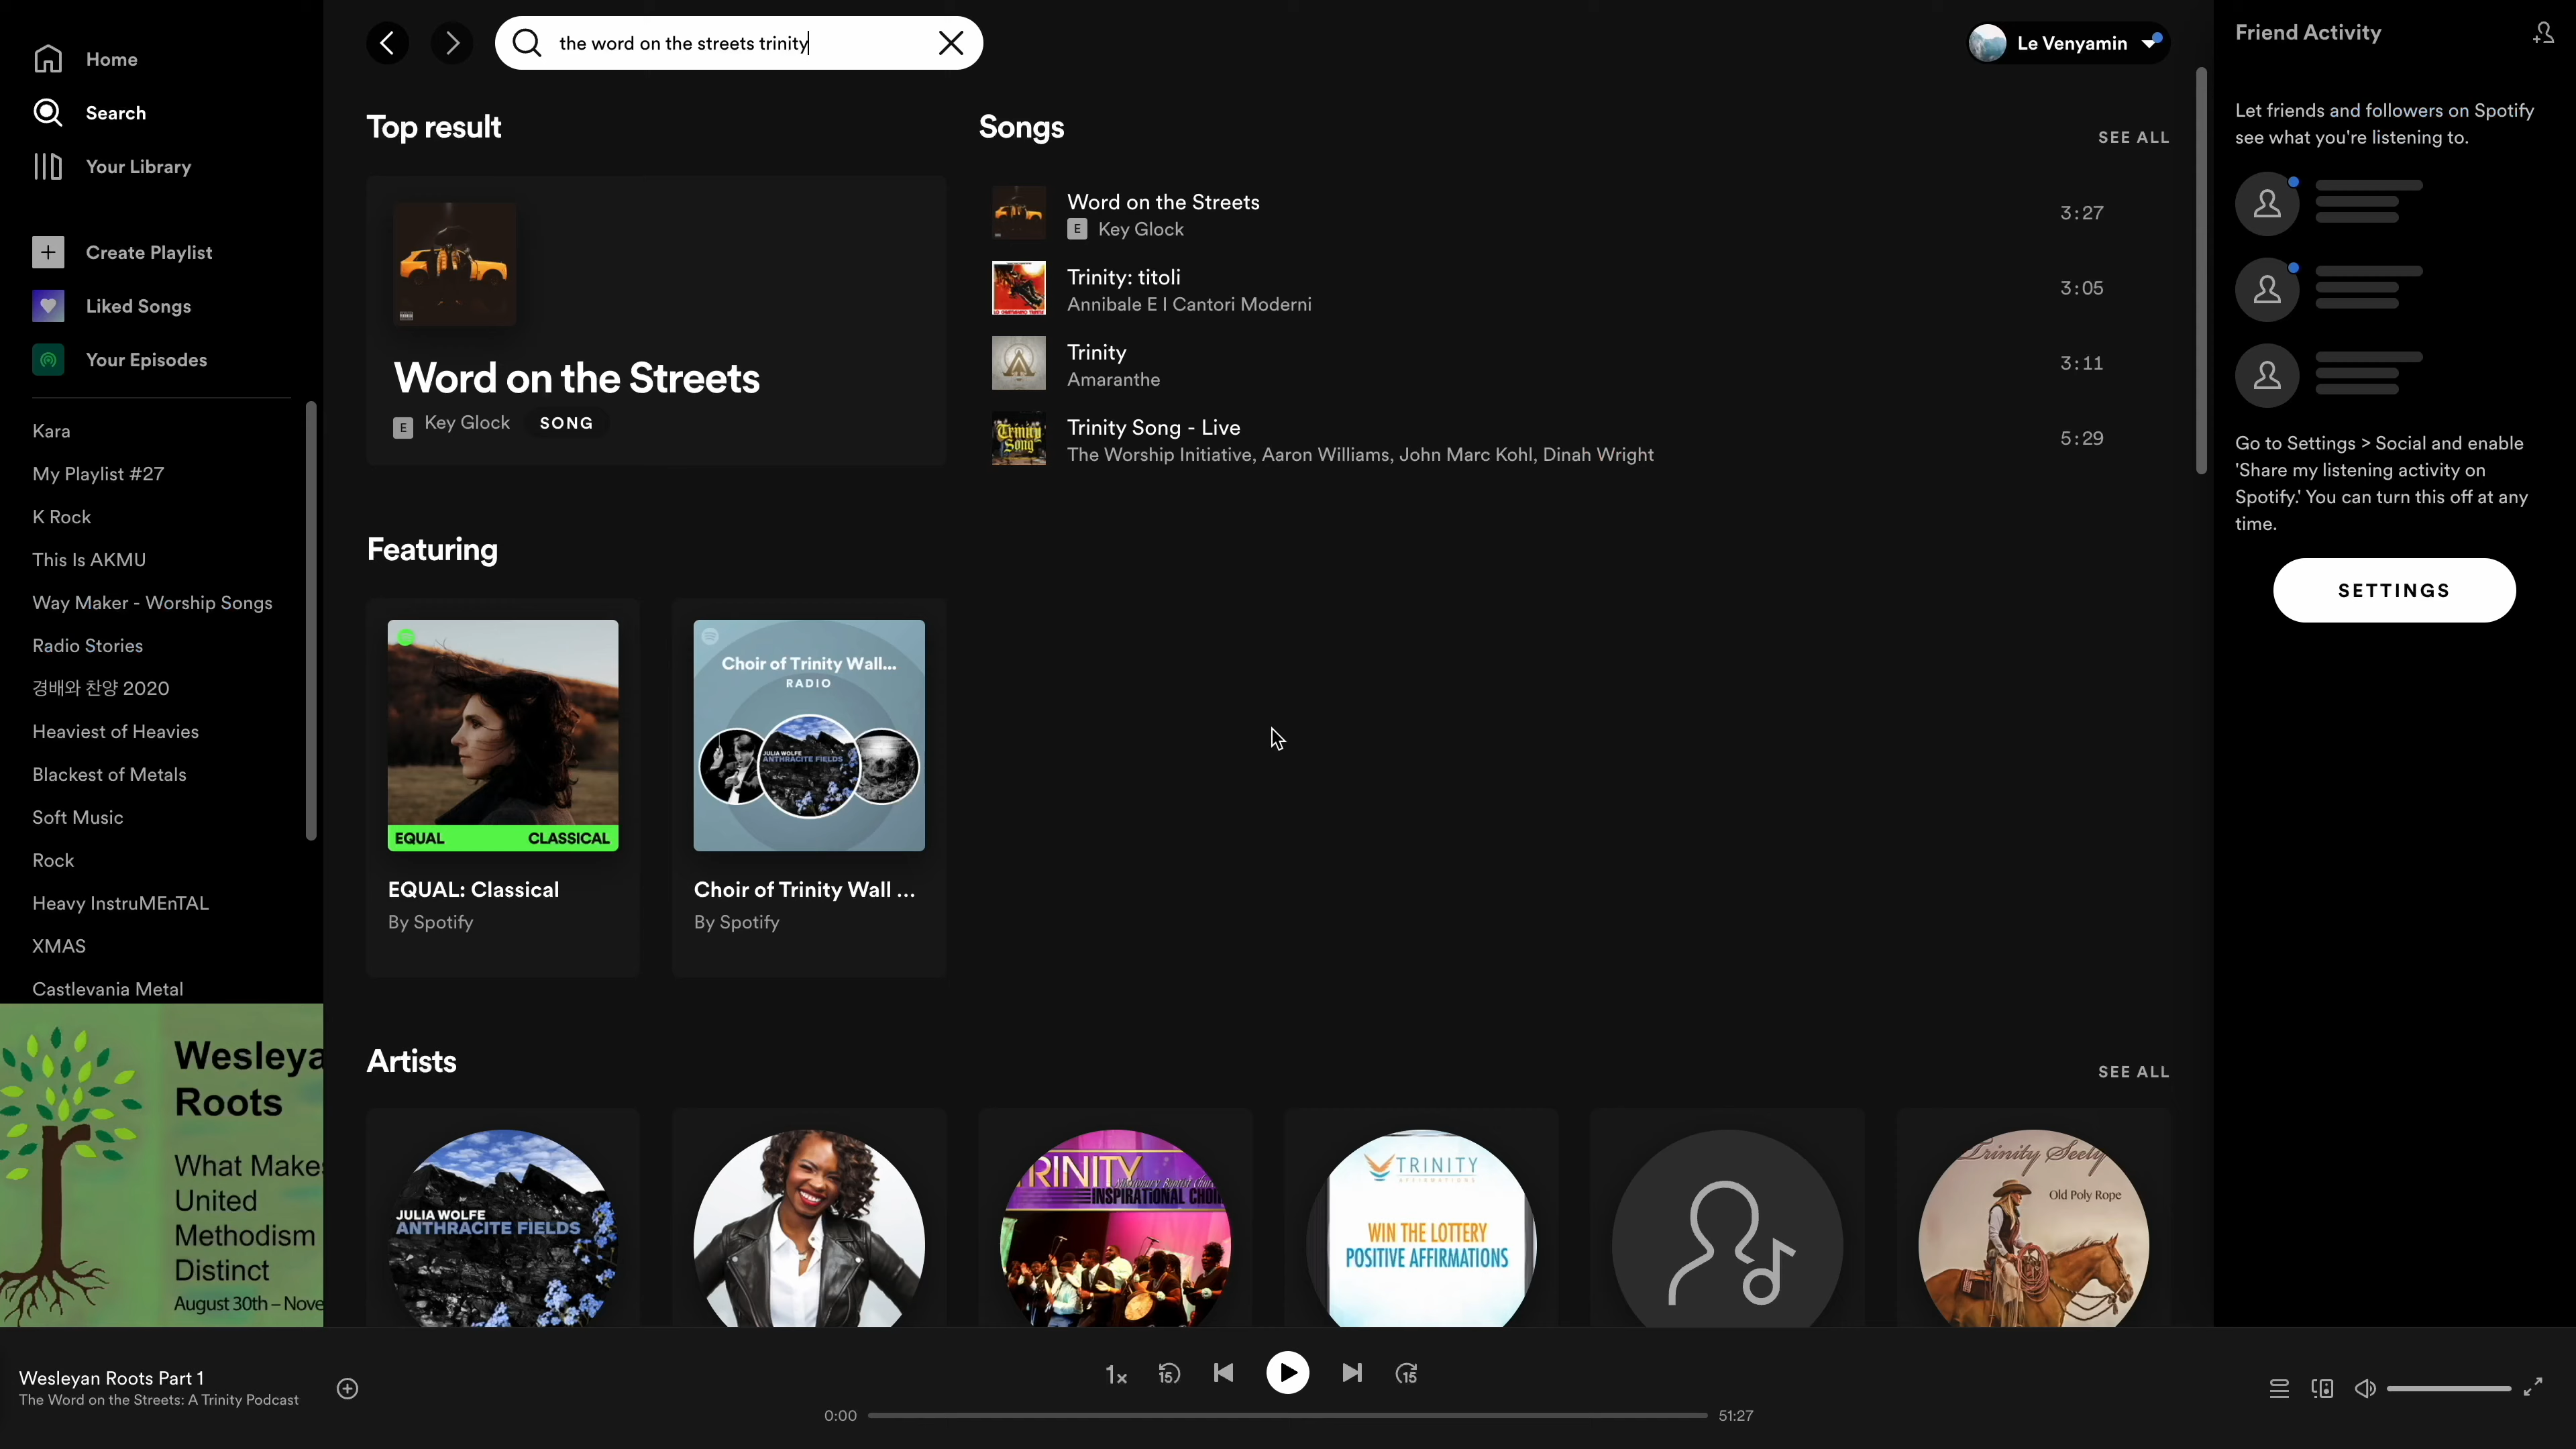 Home
Search
Your Library
Create Playlist
Liked Songs
Your Episodes
Kara
My Playlist #27
K Rock
This Is AKMU
Way Maker - Worship Songs
Radio Stories
경배와 찬양 2020
Heaviest of Heavies
Blackest of Metals
Soft Music
Rock
Heavy InstruMEnTAL
XMAS
Castlevania Metal
Wesleya
Roots
What Make
United
Methodism
Distinct
August 30th – Nove
the word on the streets trinity
Le Venyamin
Top result
Word on the Streets
E Key Glock SONG
Songs
SEE ALL
Word on the Streets
E Key Glock
3:27
Trinity: titoli
Annibale E I Cantori Moderni
3:05
Trinity
Amaranthe
3:11
Trinity Song
Trinity Song - Live
The Worship Initiative, Aaron Williams, John Marc Kohl, Dinah Wright
5:29
Featuring
EQUAL CLASSICAL
EQUAL: Classical
By Spotify
Choir of Trinity Wall...
RADIO
JULIA WOLFE
ANTHRACITE FIELDS
Choir of Trinity Wall ...
By Spotify
Artists
SEE ALL
JULIA WOLFE
ANTHRACITE FIELDS
TRINITY
Missionary Baptist Church
INSPIRATIONAL CHOI
TRINITY
AFFIRMATIONS
WIN THE LOTTERY
POSITIVE AFFIRMATIONS
Trinity Seely
Old Poly Rope
Friend Activity
Let friends and followers on Spotify
see what you're listening to.
Go to Settings > Social and enable
'Share my listening activity on
Spotify.' You can turn this off at any
time.
SETTINGS
Wesleyan Roots Part 1
The Word on the Streets: A Trinity Podcast
1x
15
15
0:00
51:27